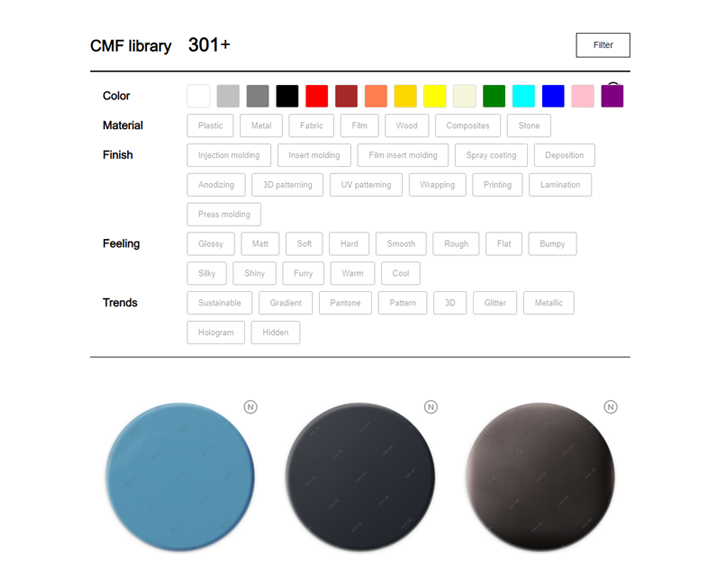 CMF library 301+ Filter
Color
Material Plastic Metal Fabric Film Wood Composites Stone
Finish Injection molding Insert molding Film insert molding Spray coating Deposition
Anodizing 3D patterning UV patterning Wrapping Printing Lamination
Press molding
Feeling Glossy Matt Soft Hard Smooth Rough Flat Bumpy
Silky Shiny Furry Warm Cool
Trends Sustainable Gradient Pantone Pattern 3D Glitter Metallic
Hologram Hidden
N N N